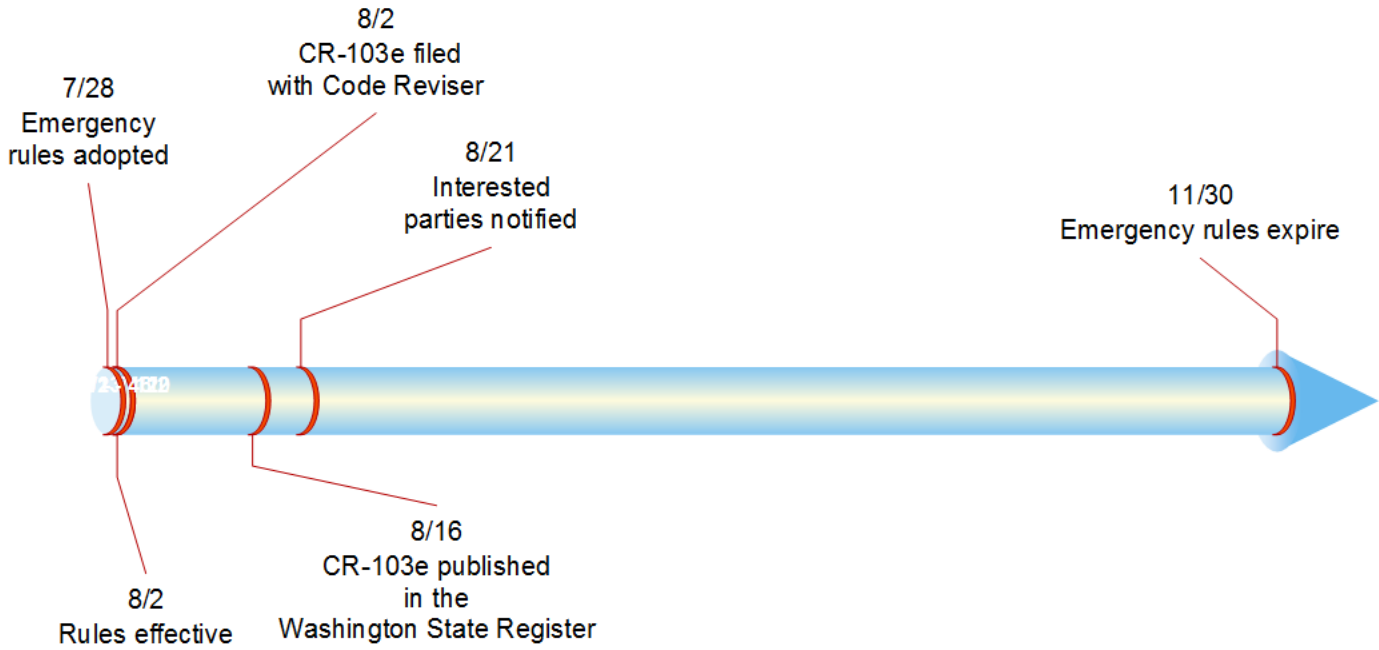 8/2
CR-103e filed
with Code Reviser
7/28
Emergency
rules adopted
8/21
Interested
parties notified
11/30
Emergency rules expire
8/16
CR-103e published
in the
Washington State Register
8/2
Rules effective